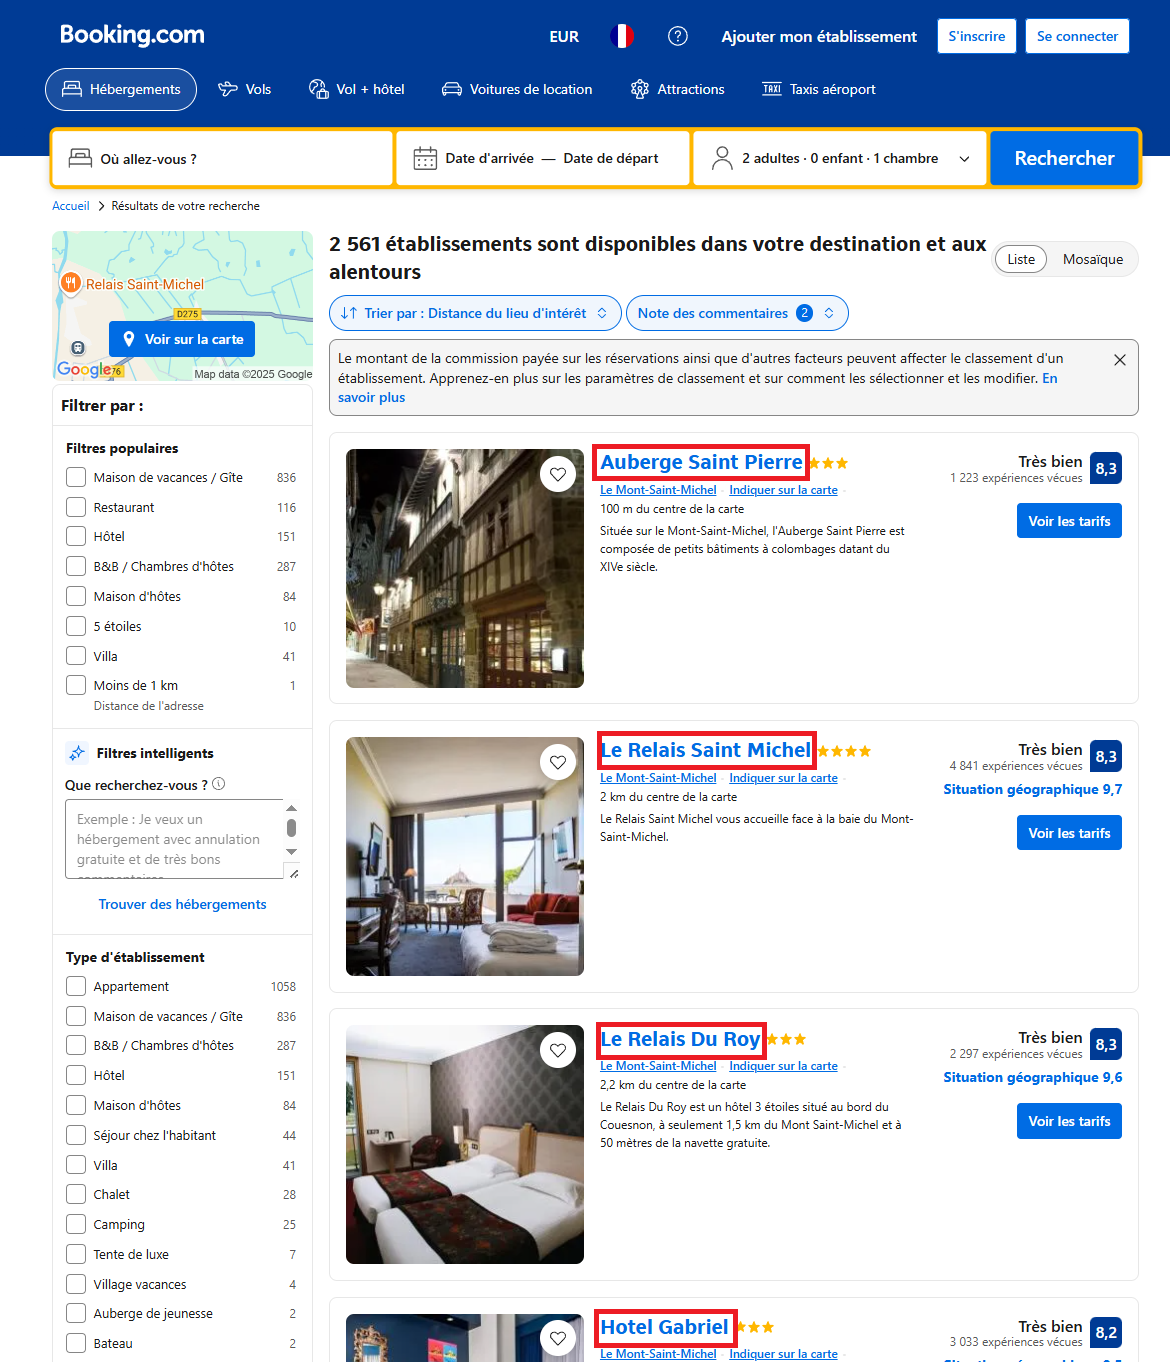 Booking.com
EUR
Ajouter mon établissement
S'inscrire
Se connecter
Hébergements
Vols
Vol + hôtel
Voitures de location
Attractions
TAXI
Taxis aéroport
Où allez-vous ?
Date d'arrivée — Date de départ
2 adultes · 0 enfant · 1 chambre
Rechercher
Accueil
Résultats de votre recherche
Relais Saint-Michel
D275
Voir sur la carte
Google
76
Map data ©2025 Google
Filtrer par :
Filtres populaires
Maison de vacances / Gîte 836
Restaurant 116
Hôtel 151
B&B / Chambres d'hôtes 287
Maison d'hôtes 84
5 étoiles 10
Villa 41
Moins de 1 km 1
Distance de l'adresse
Filtres intelligents
Que recherchez-vous ?
Exemple : Je veux un
hébergement avec annulation
gratuite et de très bons
commentaires
Trouver des hébergements
Type d'établissement
Appartement 1058
Maison de vacances / Gîte 836
B&B / Chambres d'hôtes 287
Hôtel 151
Maison d'hôtes 84
Séjour chez l'habitant 44
Villa 41
Chalet 28
Camping 25
Tente de luxe 7
Village vacances 4
Auberge de jeunesse 2
Bateau 2
2 561 établissements sont disponibles dans votre destination et aux
alentours
Liste
Mosaïque
Trier par : Distance du lieu d'intérêt
Note des commentaires 2
Le montant de la commission payée sur les réservations ainsi que d'autres facteurs peuvent affecter le classement d'un
établissement. Apprenez-en plus sur les paramètres de classement et sur comment les sélectionner et les modifier. En
savoir plus
Auberge Saint Pierre
Le Mont-Saint-Michel · Indiquer sur la carte ·
100 m du centre de la carte
Située sur le Mont-Saint-Michel, l'Auberge Saint Pierre est
composée de petits bâtiments à colombages datant du
XIVe siècle.
Très bien
1 223 expériences vécues
8,3
Voir les tarifs
Le Relais Saint Michel
Le Mont-Saint-Michel · Indiquer sur la carte ·
2 km du centre de la carte
Le Relais Saint Michel vous accueille face à la baie du Mont-
Saint-Michel.
Très bien
4 841 expériences vécues
8,3
Situation géographique 9,7
Voir les tarifs
Le Relais Du Roy
Le Mont-Saint-Michel · Indiquer sur la carte ·
2,2 km du centre de la carte
Le Relais Du Roy est un hôtel 3 étoiles situé au bord du
Couesnon, à seulement 1,5 km du Mont Saint-Michel et à
50 mètres de la navette gratuite.
Très bien
2 297 expériences vécues
8,3
Situation géographique 9,6
Voir les tarifs
Hotel Gabriel
Le Mont-Saint-Michel · Indiquer sur la carte ·
Très bien
3 033 expériences vécues
8,2